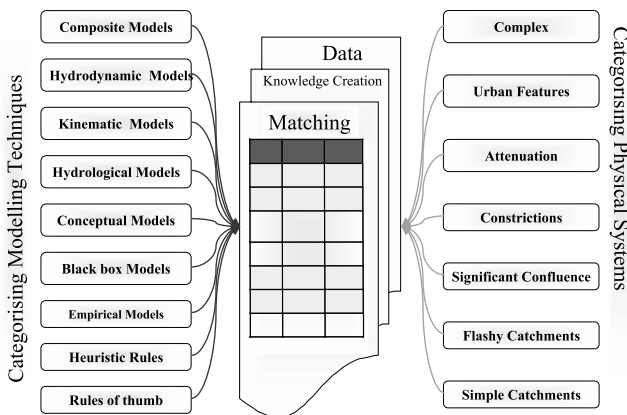 Categorising Modelling Techniques
Composite Models
Hydrodynamic Models
Kinematic Models
Hydrological Models
Conceptual Models
Black box Models
Empirical Models
Heuristic Rules
Rules of thumb
Data
Knowledge Creation
Matching
Complex
Urban Features
Attenuation
Constrictions
Significant Confluence
Flashy Catchments
Simple Catchments
Categorising Physical Systems